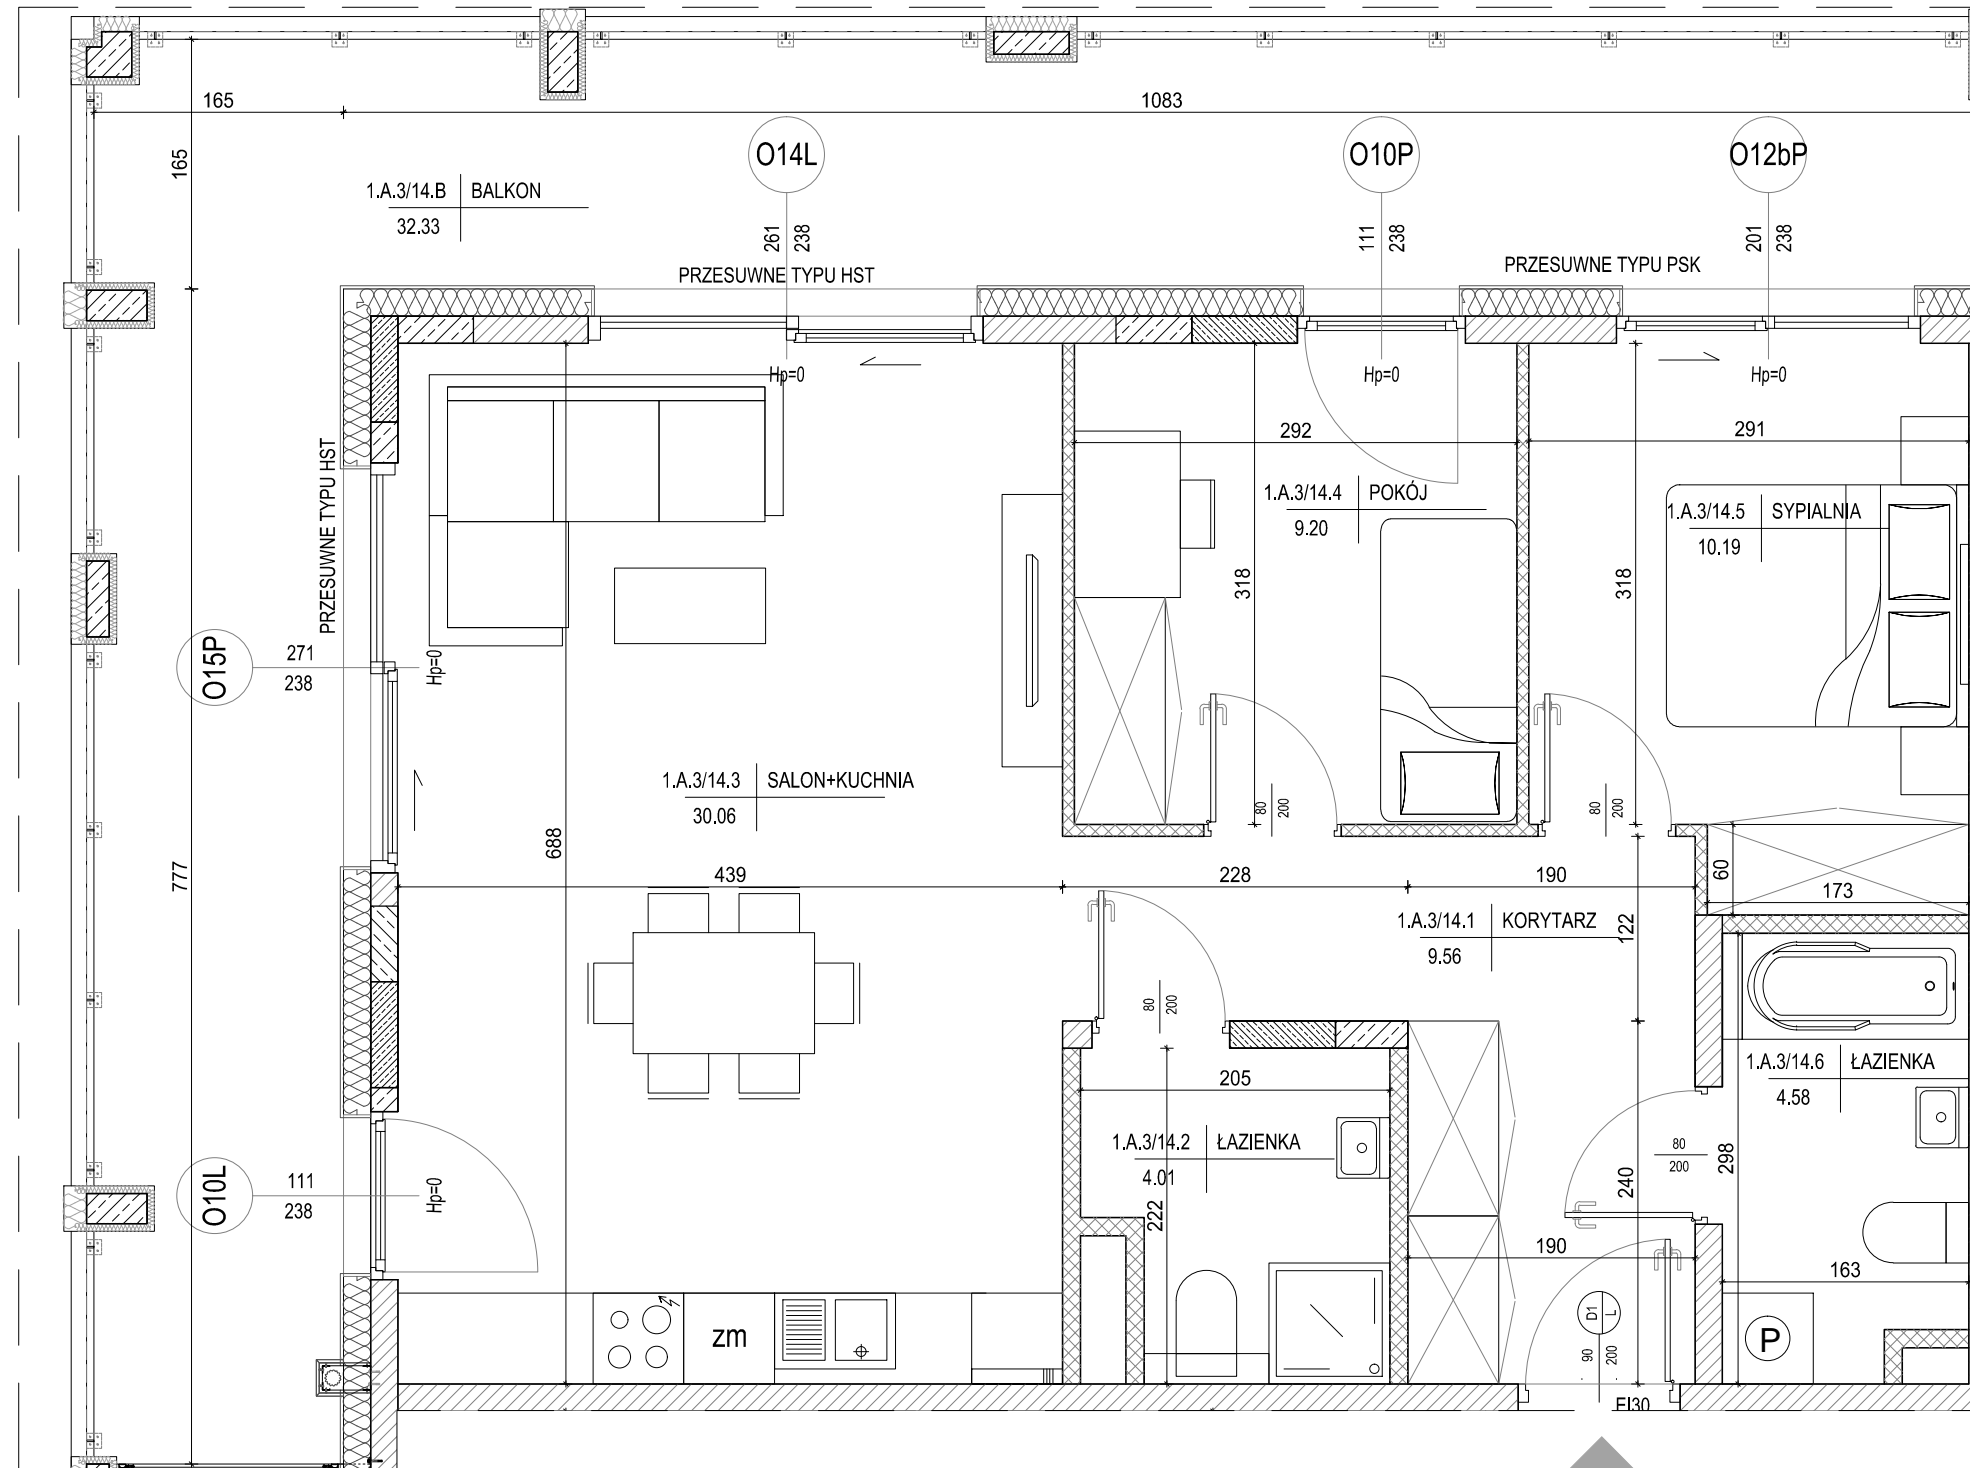 165
1083
165
O14L
O10P
O12bP
1.A.3/14.B BALKON
32.33
261
238
111
238
201
238
PRZESUWNE TYPU HST
PRZESUWNE TYPU PSK
Hp=0
Hp=0
Hp=0
292
291
PRZESUWNE TYPU HST
1.A.3/14.4 POKÓJ
9.20
1.A.3/14.5 SYPIALNIA
10.19
318
318
O15P
271
238
Hp=0
1.A.3/14.3 SALON+KUCHNIA
30.06
80
200
80
200
777
688
439
228
190
60
173
1.A.3/14.1 KORYTARZ
9.56
122
80
200
205
1.A.3/14.6 ŁAZIENKA
4.58
1.A.3/14.2 ŁAZIENKA
4.01
222
80
200
298
240
O10L
111
238
Hp=0
190
163
zm
D1
L
90
200
P
EI30